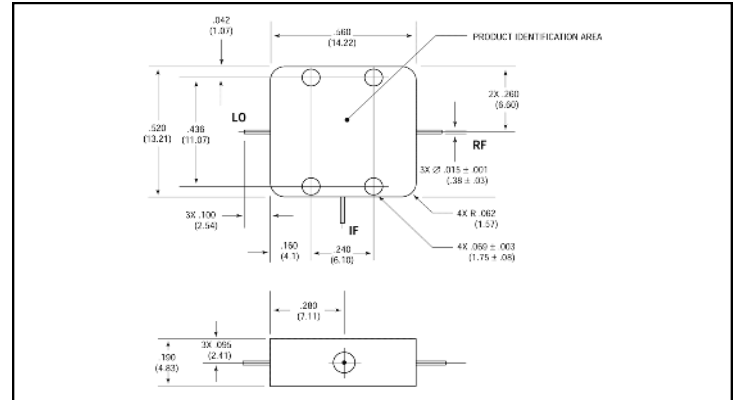 .042
(1.07)
.560
(14.22)
PRODUCT IDENTIFICATION AREA
2X .260
(6.60)
LO
.520
(13.21)
.436
(11.07)
RF
3X Ø .015 ± .001
(.38 ± .03)
3X .100
(2.54)
IF
4X R .062
(1.57)
.160
(4.1)
.240
(6.10)
4X .069 ± .003
(1.75 ± .08)
.280
(7.11)
3X .095
(2.41)
.190
(4.83)